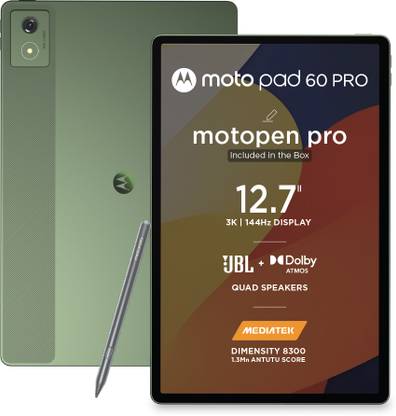 moto pad 60 PRO
motopen pro
Included in the Box
12.7"
3K | 144Hz DISPLAY
JBL + Dolby
ATMOS
QUAD SPEAKERS
MEDIATEK
DIMENSITY 8300
1.3Mn ANTUTU SCORE